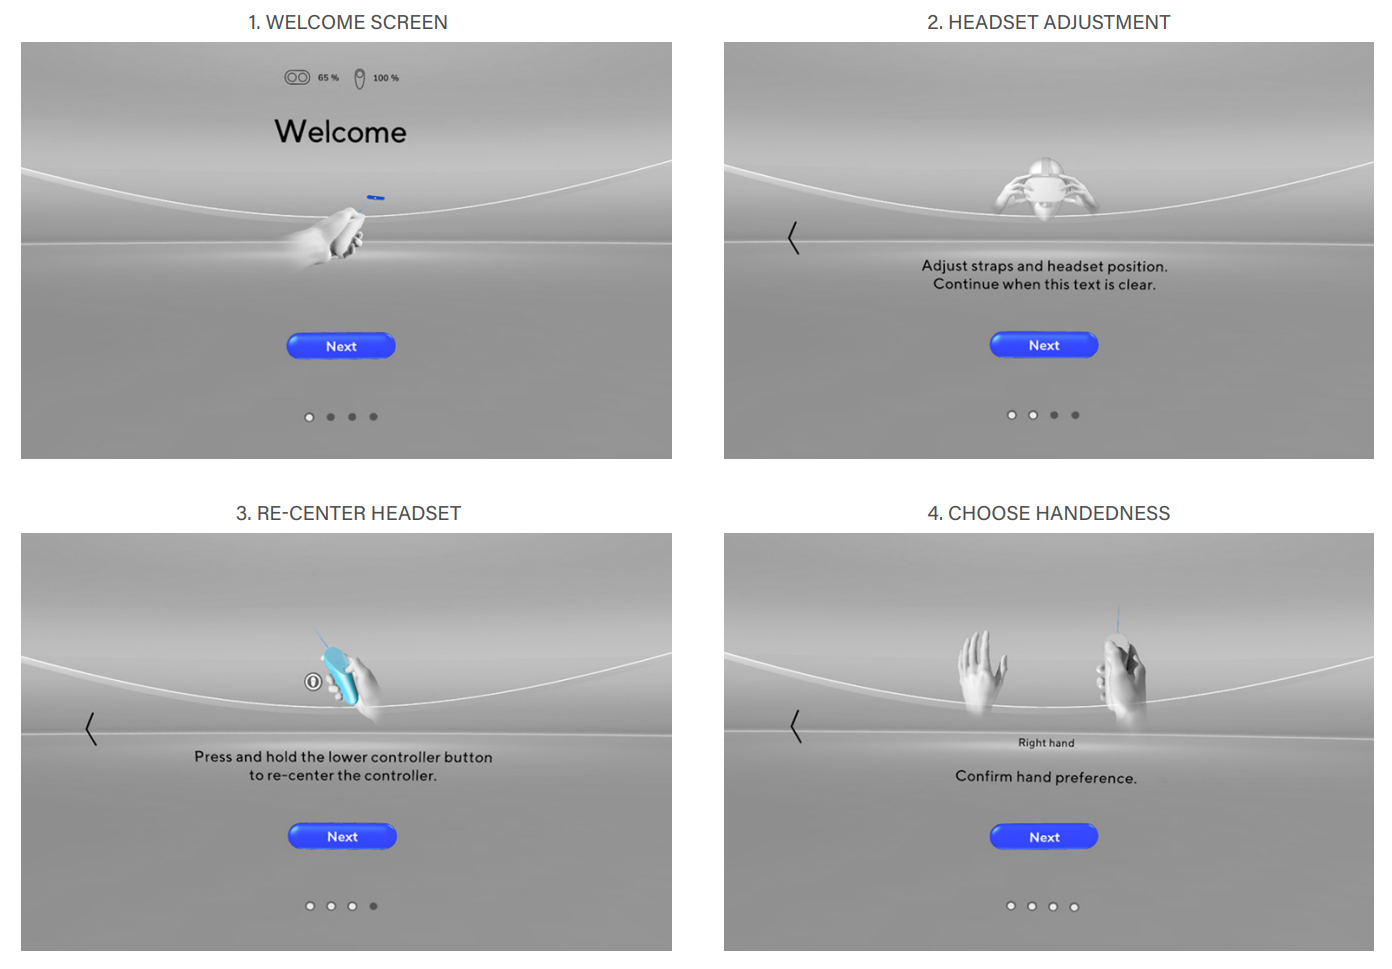 1. WELCOME SCREEN
65 % 100 %
Welcome
Next
2. HEADSET ADJUSTMENT
Adjust straps and headset position.
Continue when this text is clear.
Next
3. RE-CENTER HEADSET
Press and hold the lower controller button
to re-center the controller.
Next
4. CHOOSE HANDEDNESS
Right hand
Confirm hand preference.
Next